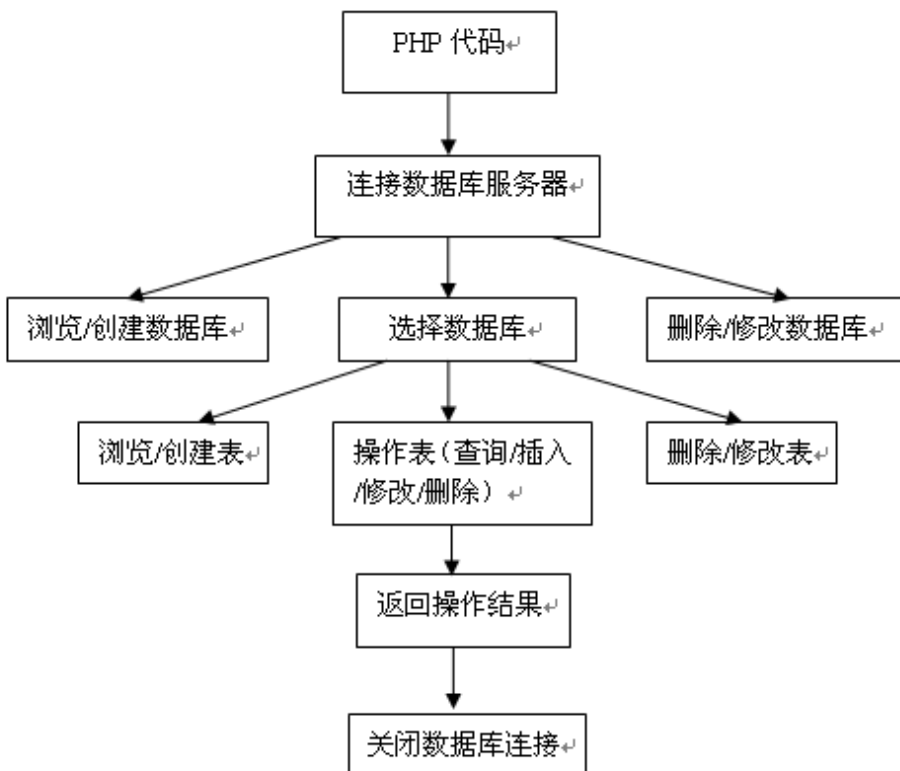 PHP 代码
连接数据库服务器
浏览/创建数据库
选择数据库
删除/修改数据库
浏览/创建表
操作表(查询/插入
/修改/删除)
删除/修改表
返回操作结果
关闭数据库连接